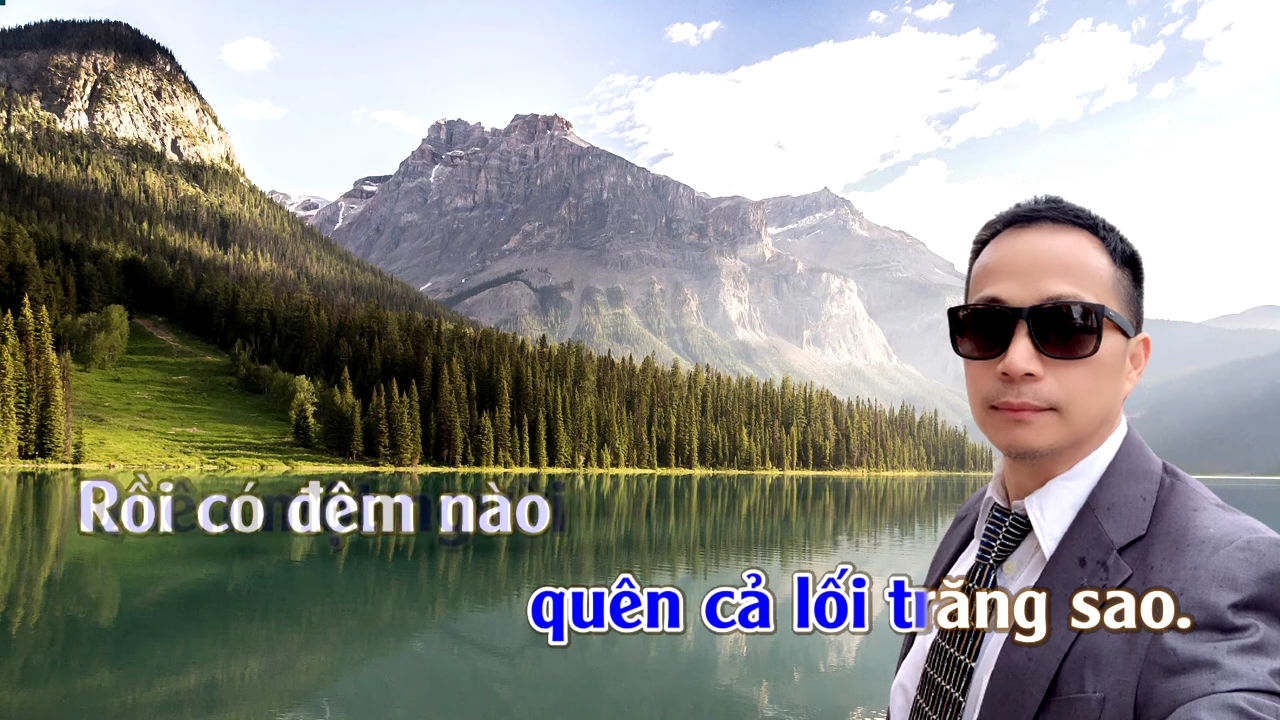 Rồi có đêm nào
quên cả lối trăng sao.